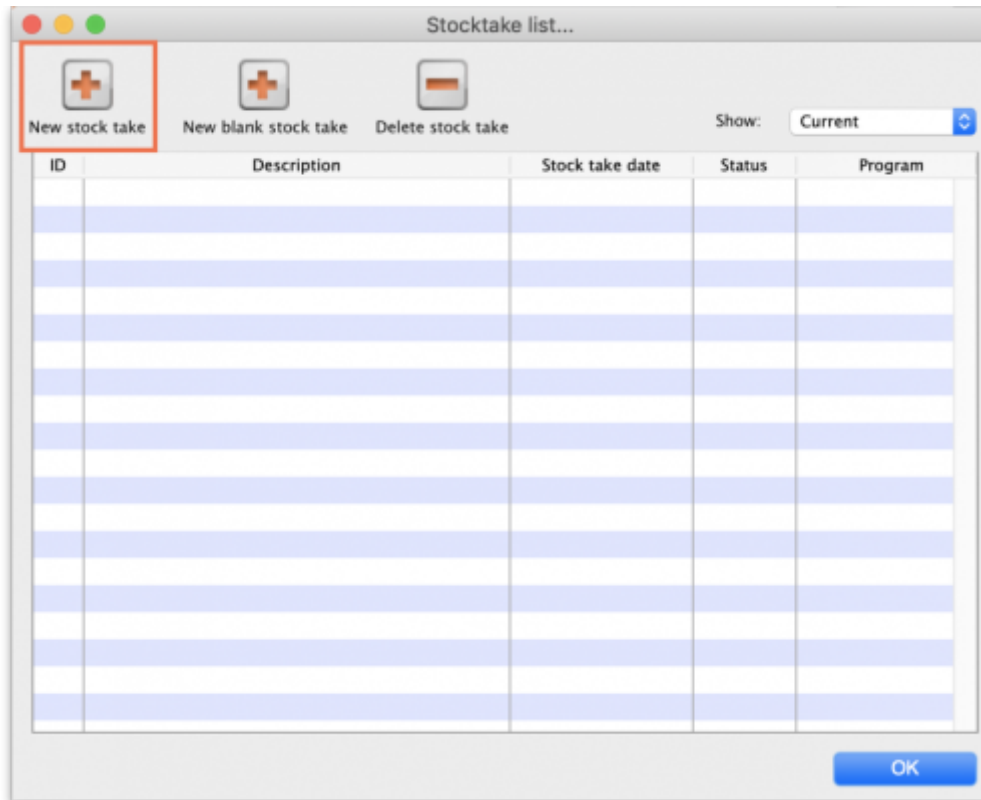 Stocktake list...
New stock take New blank stock take Delete stock take Show: Current
ID Description Stock take date Status Program
OK